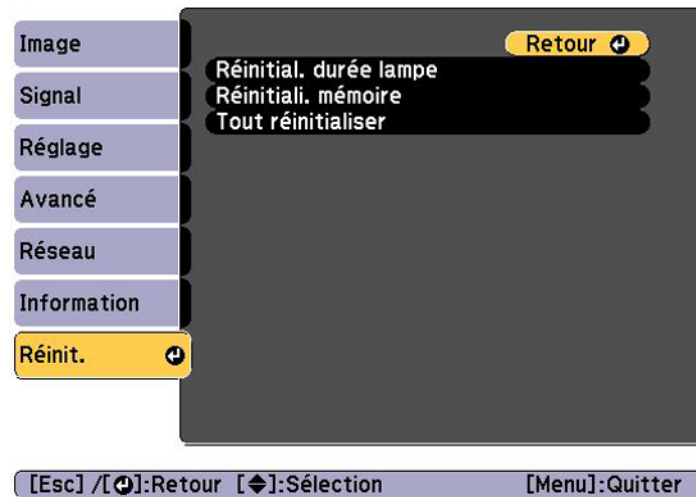 Image
Signal
Réglage
Avancé
Réseau
Information
Réinit.
Retour
Réinitial. durée lampe
Réinitiali. mémoire
Tout réinitialiser
[Esc] /[⏎]:Retour [◆]:Sélection [Menu]:Quitter